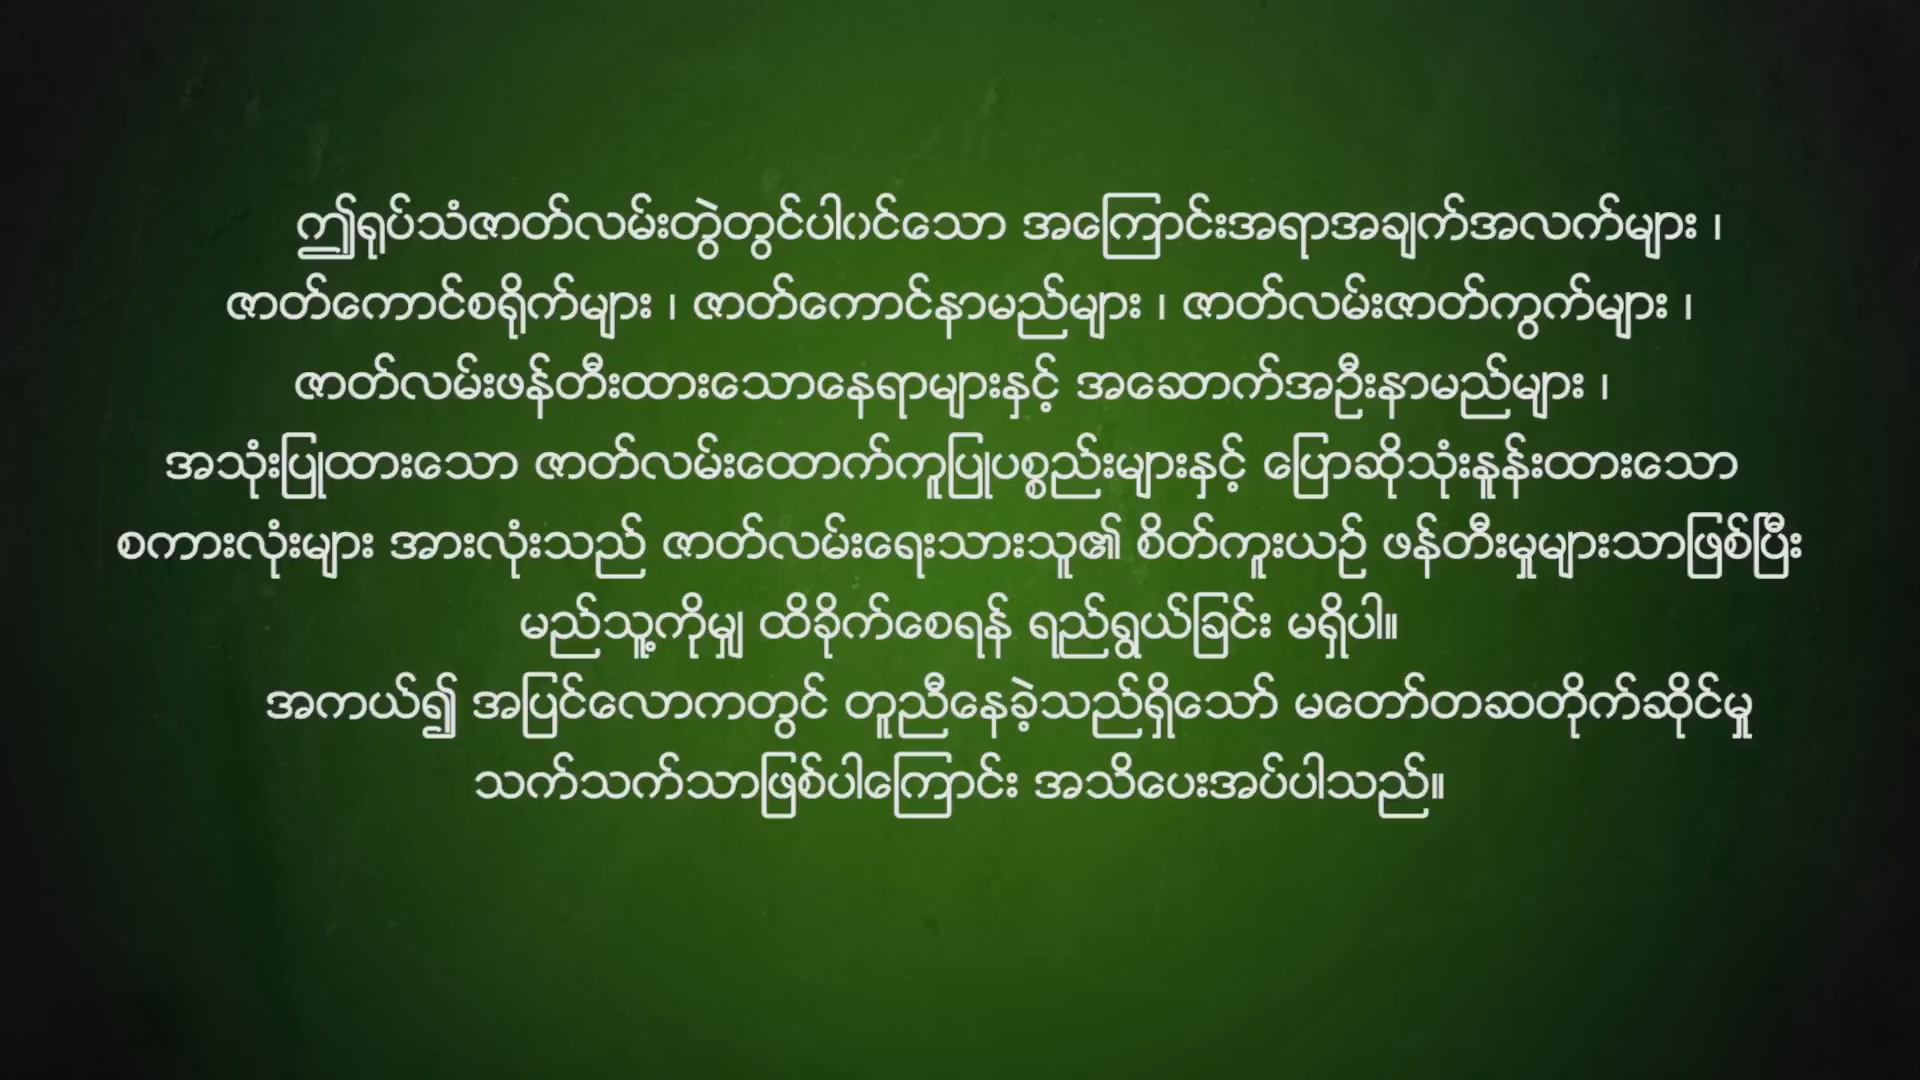 ဤရုပ်သံဇာတ်လမ်းတွဲတွင်ပါဝင်သော အကြောင်းအရာအချက်အလက်များ ၊
ဇာတ်ကောင်စရိုက်များ ၊ ဇာတ်ကောင်နာမည်များ ၊ ဇာတ်လမ်းဇာတ်ကွက်များ ၊
ဇာတ်လမ်းဖန်တီးထားသောနေရာများနှင့် အဆောက်အဦးနာမည်များ ၊
အသုံးပြုထားသော ဇာတ်လမ်းထောက်ကူပြုပစ္စည်းများနှင့် ပြောဆိုသုံးနှုန်းထားသော
စကားလုံးများ အားလုံးသည် ဇာတ်လမ်းရေးသားသူ၏ စိတ်ကူးယဉ် ဖန်တီးမှုများသာဖြစ်ပြီး
မည်သူ့ကိုမျှ ထိခိုက်စေရန် ရည်ရွယ်ခြင်း မရှိပါ။
အကယ်၍ အပြင်လောကတွင် တူညီနေခဲ့သည်ရှိသော် မတော်တဆတိုက်ဆိုင်မှု
သက်သက်သာဖြစ်ပါကြောင်း အသိပေးအပ်ပါသည်။